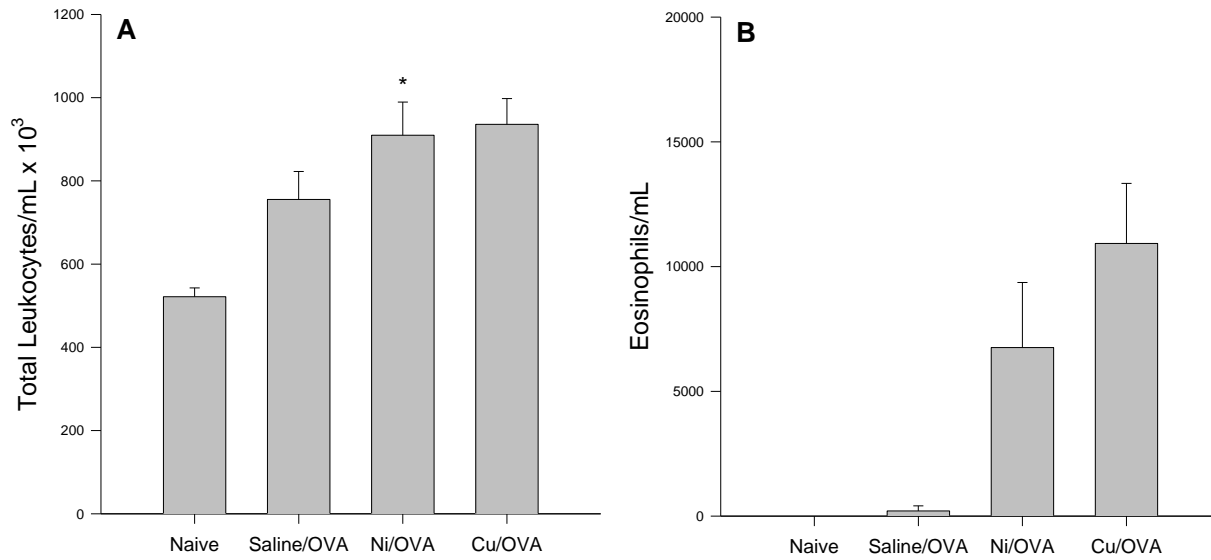 A
Total Leukocytes/mL x 10³
1200
1000
800
600
400
200
0
*
Naive Saline/OVA Ni/OVA Cu/OVA
B
Eosinophils/mL
20000
15000
10000
5000
0
Naive Saline/OVA Ni/OVA Cu/OVA